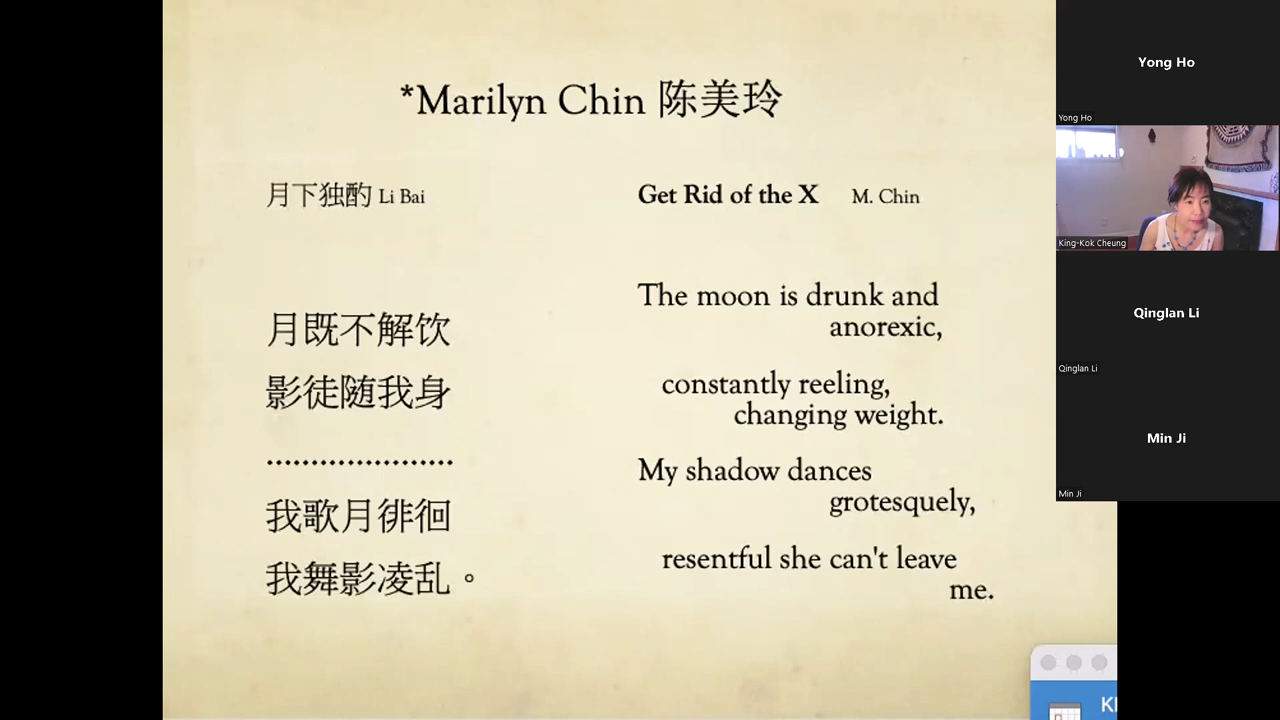 *Marilyn Chin 陈美玲
月下独酌 Li Bai
月既不解饮
影徒随我身
.....................
我歌月徘徊
我舞影凌乱。
Get Rid of the X M. Chin
The moon is drunk and
anorexic,
constantly reeling,
changing weight.
My shadow dances
grotesquely,
resentful she can't leave
me.
Yong Ho
Yong Ho
King-Kok Cheung
Qinglan Li
Qinglan Li
Min Ji
Min Ji